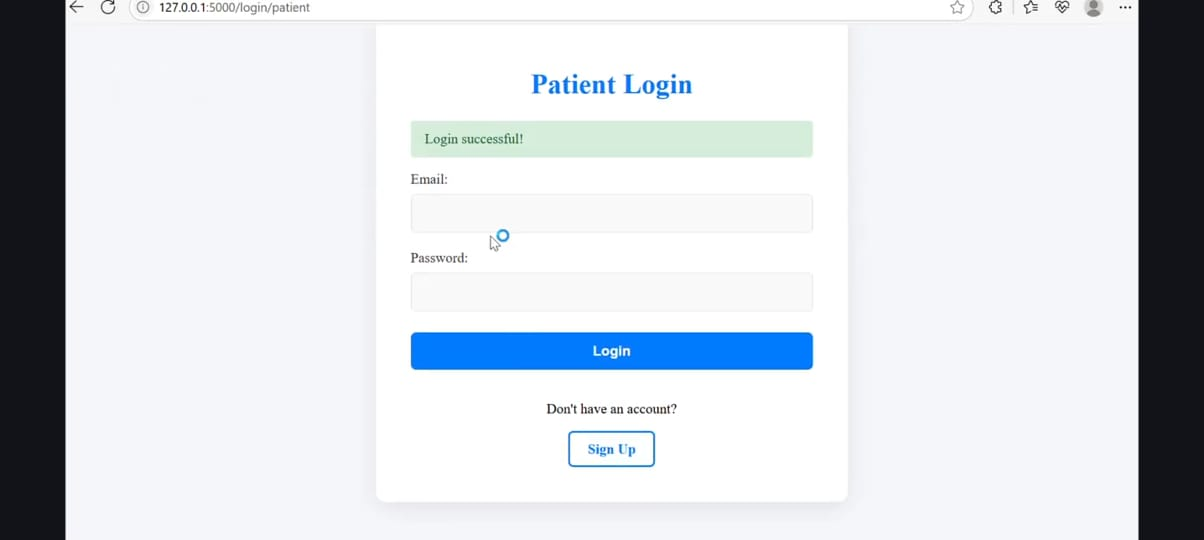 127.0.0.1:5000/login/patient
Patient Login
Login successful!
Email:
Password:
Login
Don't have an account?
Sign Up